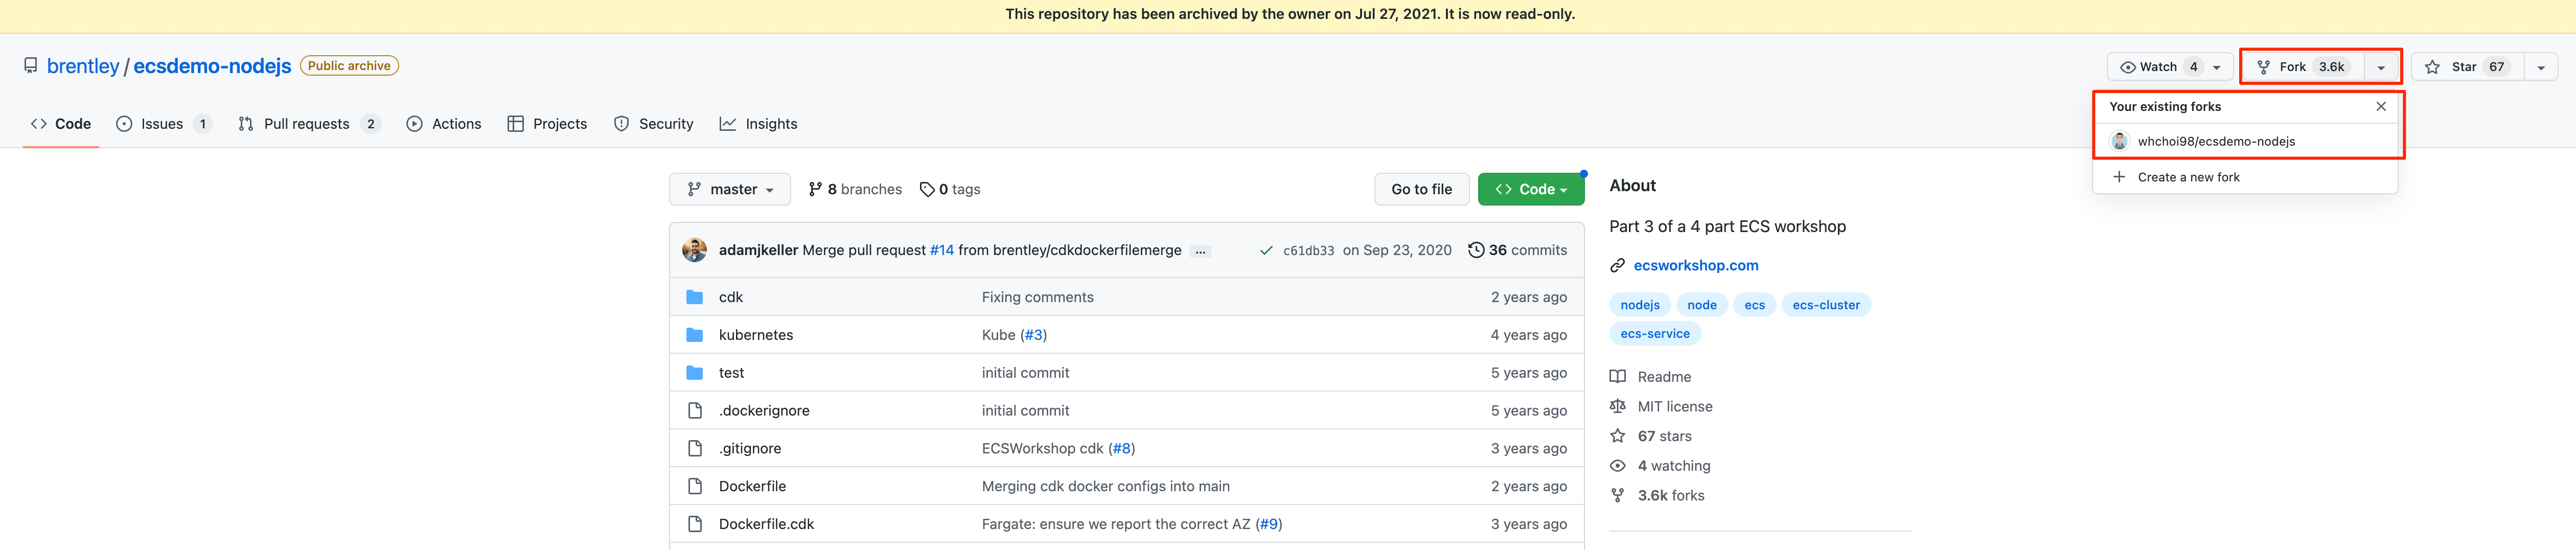 This repository has been archived by the owner on Jul 27, 2021. It is now read-only.
brentley / ecsdemo-nodejs Public archive
Watch 4 Fork 3.6k Star 67
Your existing forks
whchoi98/ecsdemo-nodejs
Create a new fork
Code Issues 1 Pull requests 2 Actions Projects Security Insights
master 8 branches 0 tags Go to file Code
adamjkeller Merge pull request #14 from brentley/cdkdockerfilemerge ... c61db33 on Sep 23, 2020 36 commits
cdk Fixing comments 2 years ago
kubernetes Kube (#3) 4 years ago
test initial commit 5 years ago
.dockerignore initial commit 5 years ago
.gitignore ECSWorkshop cdk (#8) 3 years ago
Dockerfile Merging cdk docker configs into main 2 years ago
Dockerfile.cdk Fargate: ensure we report the correct AZ (#9) 3 years ago
About
Part 3 of a 4 part ECS workshop
ecsworkshop.com
nodejs node ecs ecs-cluster
ecs-service
Readme
MIT license
67 stars
4 watching
3.6k forks